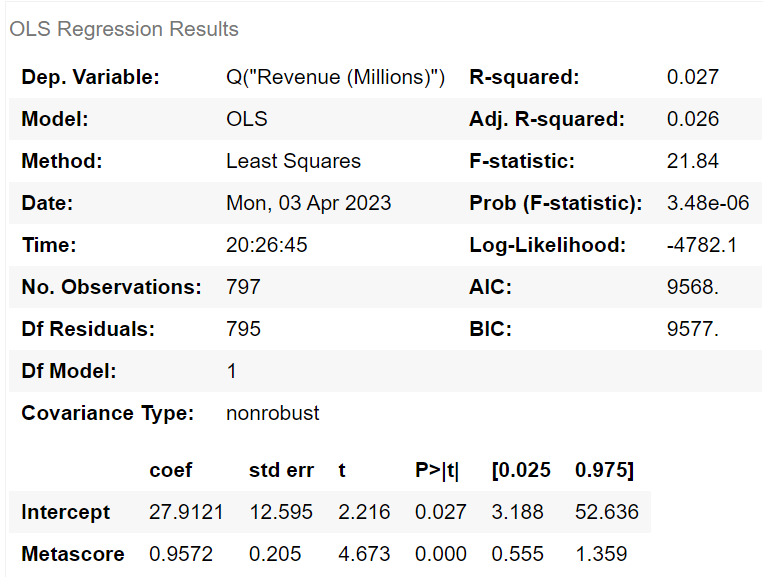 OLS Regression Results
Dep. Variable: Q("Revenue (Millions)") R-squared: 0.027
Model: OLS Adj. R-squared: 0.026
Method: Least Squares F-statistic: 21.84
Date: Mon, 03 Apr 2023 Prob (F-statistic): 3.48e-06
Time: 20:26:45 Log-Likelihood: -4782.1
No. Observations: 797 AIC: 9568.
Df Residuals: 795 BIC: 9577.
Df Model: 1
Covariance Type: nonrobust
coef std err t P>|t| [0.025 0.975]
Intercept 27.9121 12.595 2.216 0.027 3.188 52.636
Metascore 0.9572 0.205 4.673 0.000 0.555 1.359